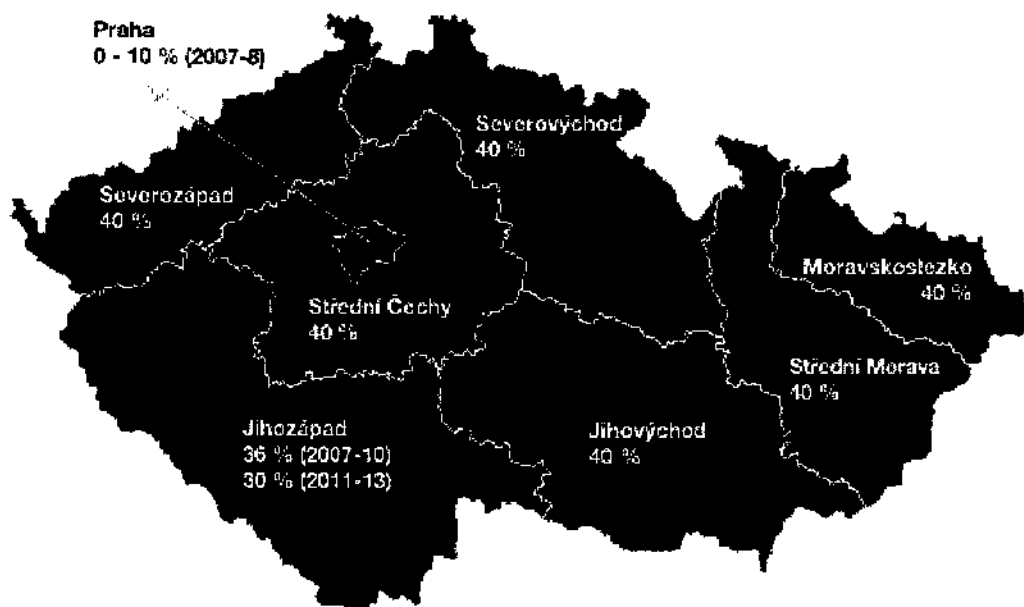 Praha
0 - 10 % (2007-8)
Severovýchod
40 %
Severozápad
40 %
Moravskoslezko
40 %
Střední Čechy
40 %
Střední Morava
40 %
Jihozápad
36 % (2007-10)
30 % (2011-13)
Jihovýchod
40 %